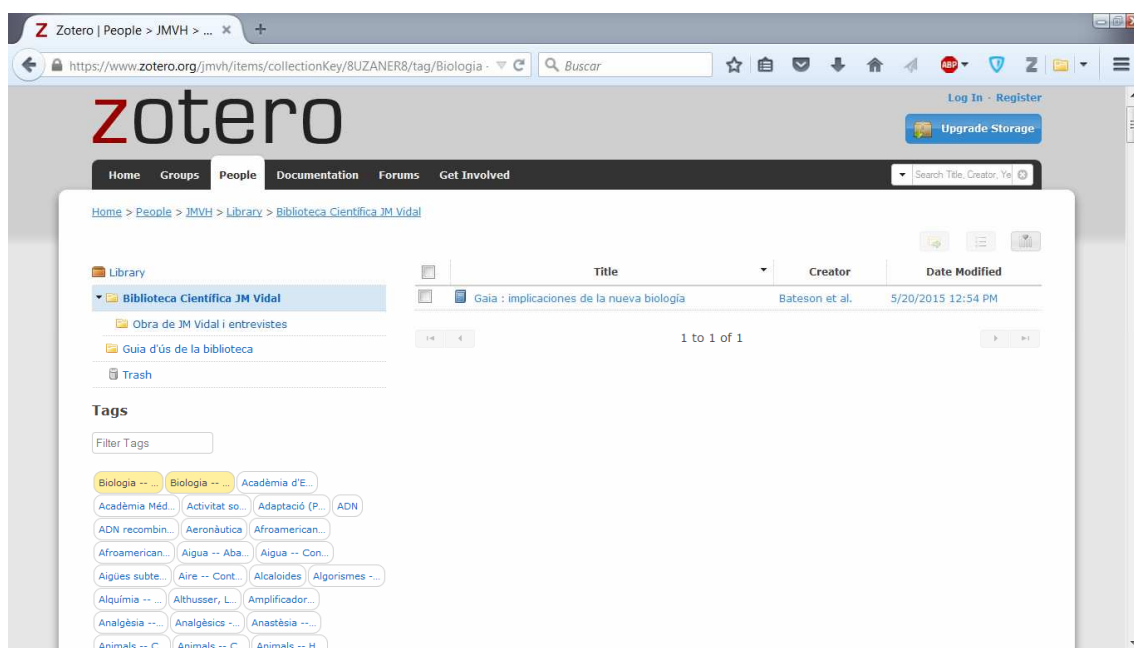 Zotero | People > JMVH > ...
https://www.zotero.org/jmvh/items/collectionKey/8UZANER8/tag/Biologia -
Buscar
ABP
Z
zotero
Log In · Register
Upgrade Storage
Home Groups People Documentation Forums Get Involved
Search Title, Creator, Ye
Home > People > JMVH > Library > Biblioteca Científica JM Vidal
Library
Title Creator Date Modified
Biblioteca Científica JM Vidal
Gaia : implicaciones de la nueva biología Bateson et al. 5/20/2015 12:54 PM
Obra de JM Vidal i entrevistes
1 to 1 of 1
Guia d'ús de la biblioteca
Trash
Tags
Filter Tags
Biologia -- ... Biologia -- ... Acadèmia d'E...
Acadèmia Méd... Activitat so... Adaptació (P... ADN
ADN recombin... Aeronàutica Afroamerican...
Afroamerican... Aigua -- Aba... Aigua -- Con...
Aigües subte... Aire -- Cont... Alcaloides Algorismes -...
Alquímia -- ... Althusser, L... Amplificador...
Analgèsia --... Analgèsics -... Anastèsia --...
Animals -- C... Animals -- C... Animals -- H...